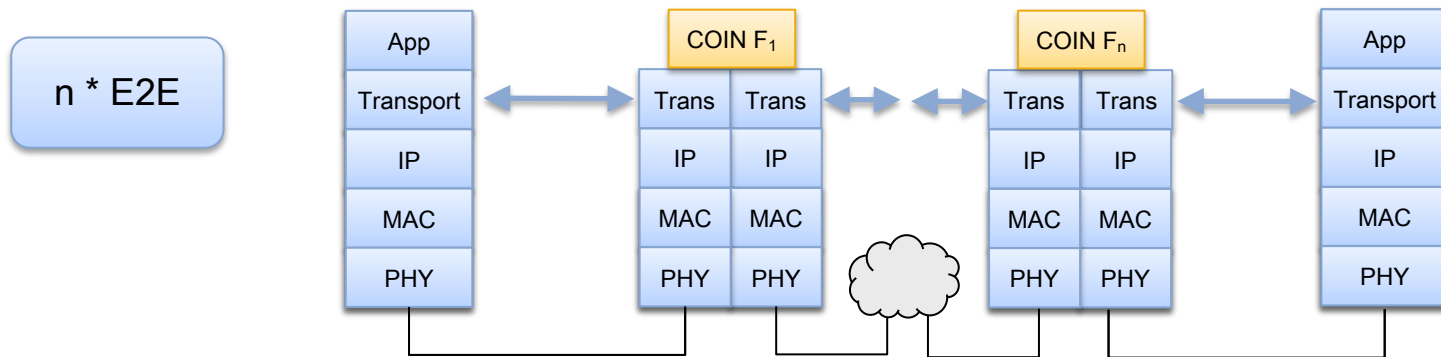 n * E2E
App
Transport
IP
MAC
PHY
COIN F₁
Trans Trans
IP IP
MAC MAC
PHY PHY
COIN Fₙ
Trans Trans
IP IP
MAC MAC
PHY PHY
App
Transport
IP
MAC
PHY